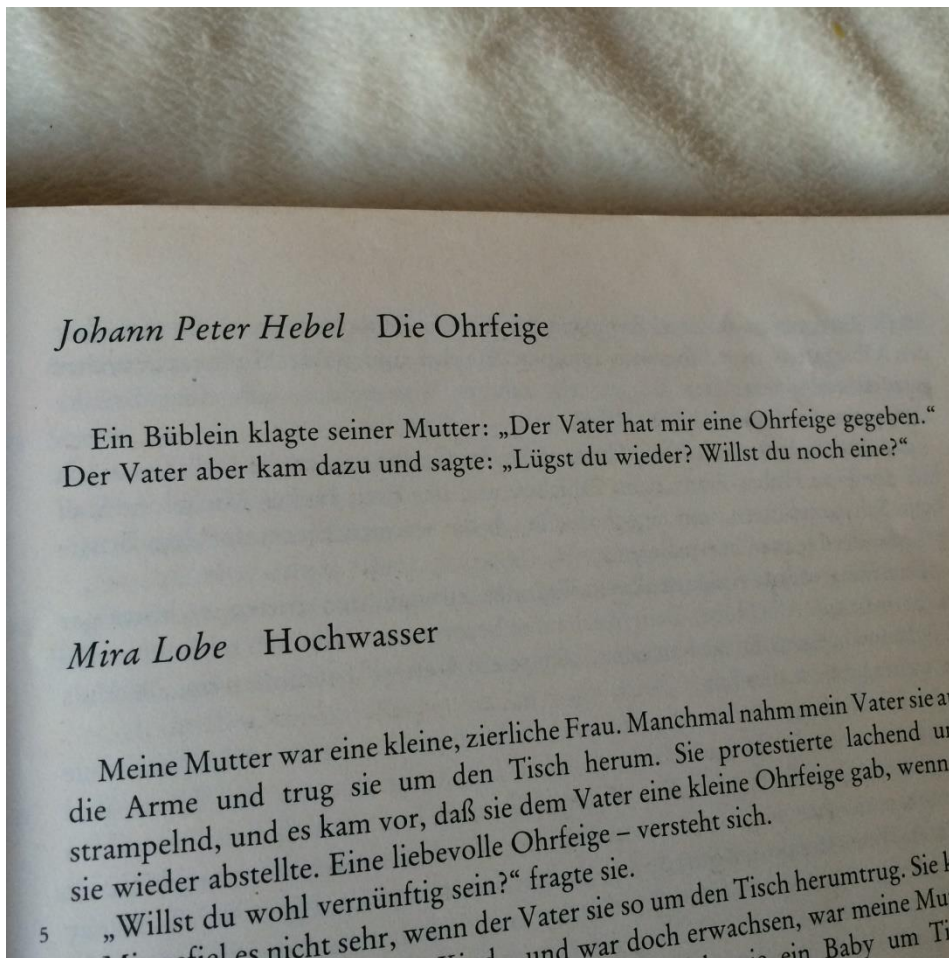 Johann Peter Hebel Die Ohrfeige
Ein Büblein klagte seiner Mutter: „Der Vater hat mir eine Ohrfeige gegeben.“
Der Vater aber kam dazu und sagte: „Lügst du wieder? Willst du noch eine?“
Mira Lobe Hochwasser
Meine Mutter war eine kleine, zierliche Frau. Manchmal nahm mein Vater sie
die Arme und trug sie um den Tisch herum. Sie protestierte lachend
strampelnd, und es kam vor, daß sie dem Vater eine kleine Ohrfeige gab, wenn
sie wieder abstellte. Eine liebevolle Ohrfeige – versteht sich.
5 „Willst du wohl vernünftig sein?“ fragte sie.
es nicht sehr, wenn der Vater sie so um den Tisch herumtrug. Sie
und war doch erwachsen, war meine
ein Baby um